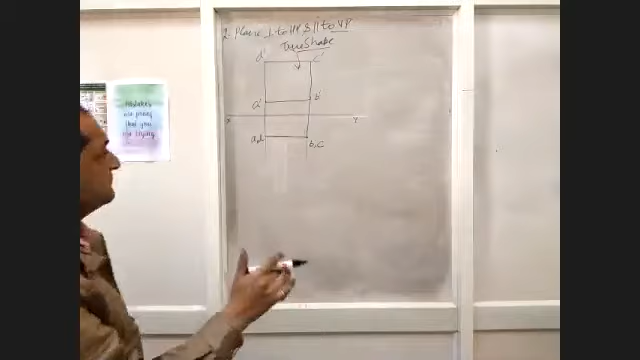 2. Plane ⊥ to HP & || to VP
True Shape
d' c'
a' b'
X Y
a,d b,c
Mistakes
are proof
that you
are trying